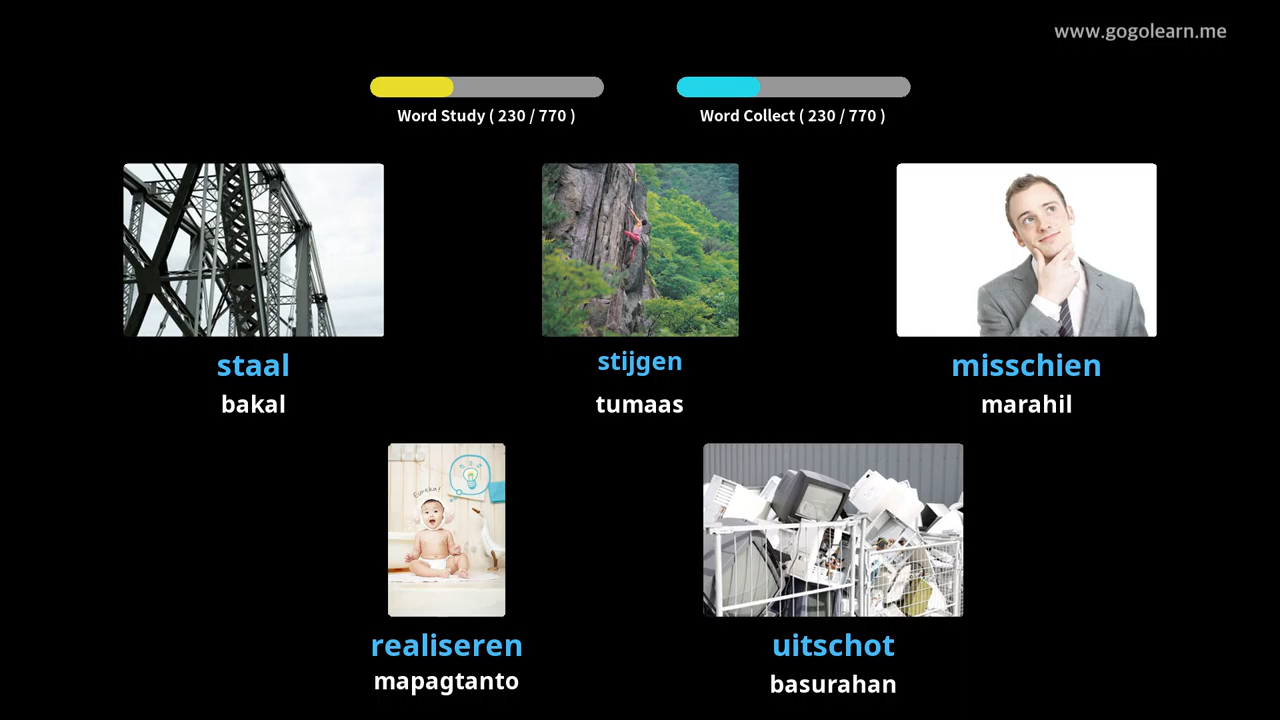 www.gogolearn.me
Word Study ( 230 / 770 )
Word Collect ( 230 / 770 )
staal
bakal
stijgen
tumaas
misschien
marahil
Eureka!
realiseren
mapagtanto
uitschot
basurahan